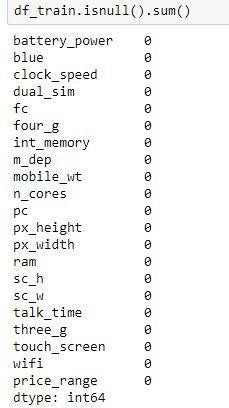 df_train.isnull().sum()
battery_power 0
blue 0
clock_speed 0
dual_sim 0
fc 0
four_g 0
int_memory 0
m_dep 0
mobile_wt 0
n_cores 0
pc 0
px_height 0
px_width 0
ram 0
sc_h 0
sc_w 0
talk_time 0
three_g 0
touch_screen 0
wifi 0
price_range 0
dtype: int64